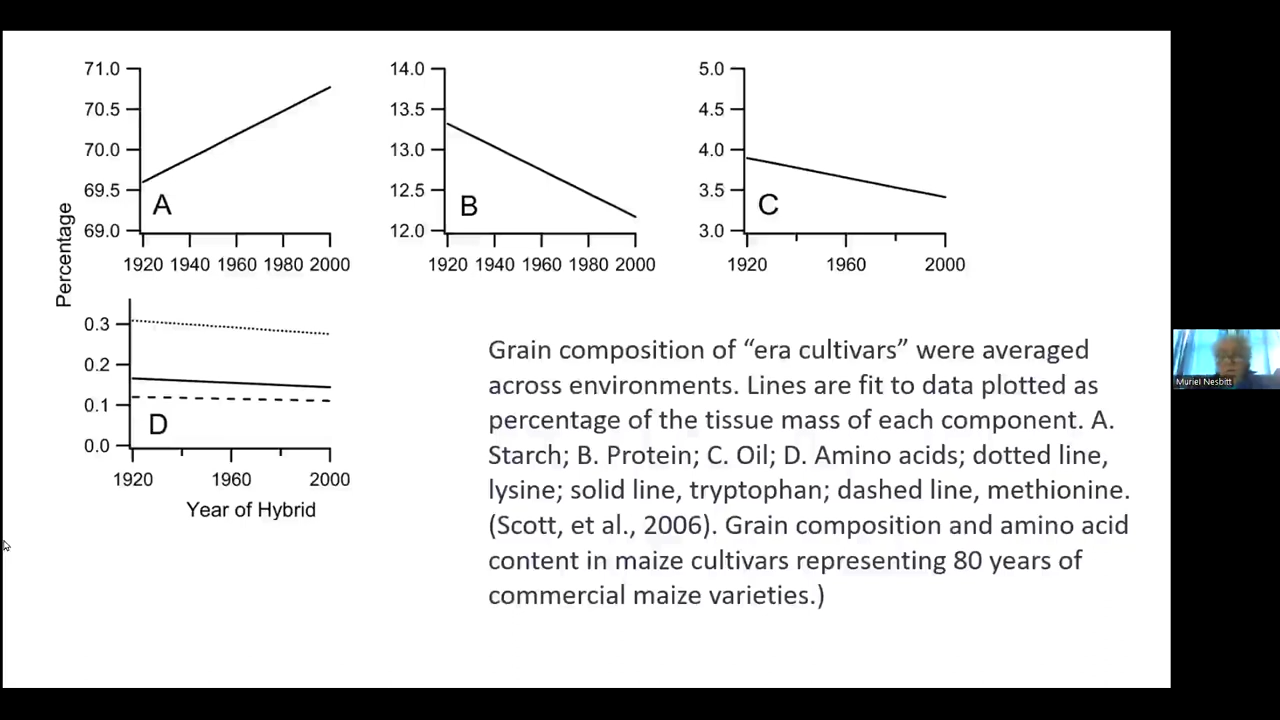 71.0
70.5
70.0
69.5
69.0
A
1920 1940 1960 1980 2000
14.0
13.5
13.0
12.5
12.0
B
1920 1940 1960 1980 2000
5.0
4.5
4.0
3.5
3.0
C
1920 1960 2000
Percentage
0.3
0.2
0.1
0.0
D
1920 1960 2000
Year of Hybrid
Grain composition of “era cultivars” were averaged
across environments. Lines are fit to data plotted as
percentage of the tissue mass of each component. A.
Starch; B. Protein; C. Oil; D. Amino acids; dotted line,
lysine; solid line, tryptophan; dashed line, methionine.
(Scott, et al., 2006). Grain composition and amino acid
content in maize cultivars representing 80 years of
commercial maize varieties.)
Muriel Nesbitt